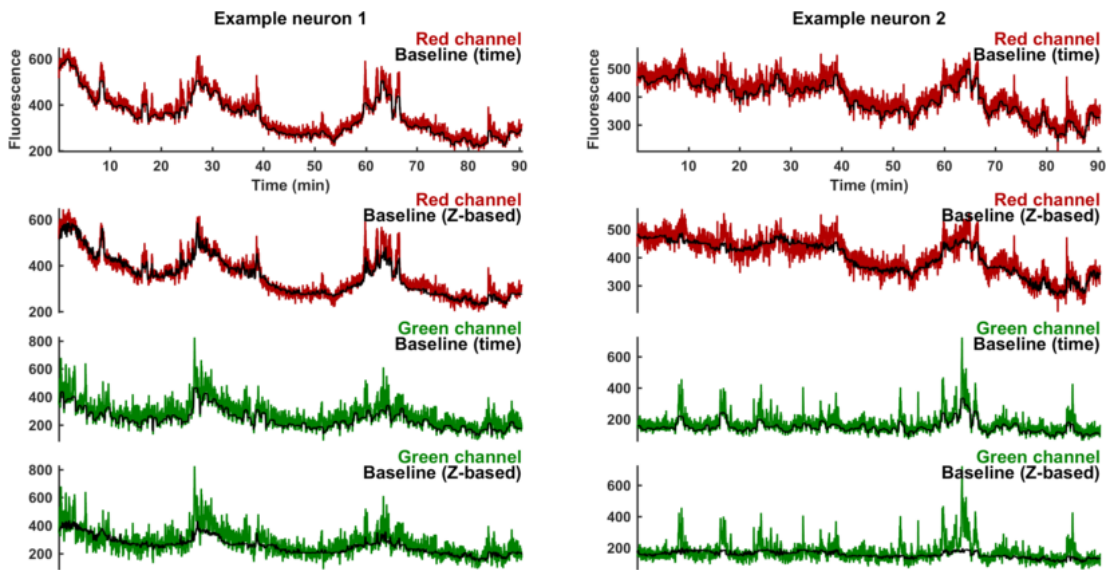 Example neuron 1
Red channel
Baseline (time)
Fluorescence
600
400
200
10 20 30 40 50 60 70 80 90
Time (min)
Red channel
Baseline (Z-based)
600
400
200
Green channel
Baseline (time)
800
600
400
200
Green channel
Baseline (Z-based)
800
600
400
200
Example neuron 2
Red channel
Baseline (time)
Fluorescence
500
400
300
10 20 30 40 50 60 70 80 90
Time (min)
Red channel
Baseline (Z-based)
500
400
300
Green channel
Baseline (time)
600
400
200
Green channel
Baseline (Z-based)
600
400
200